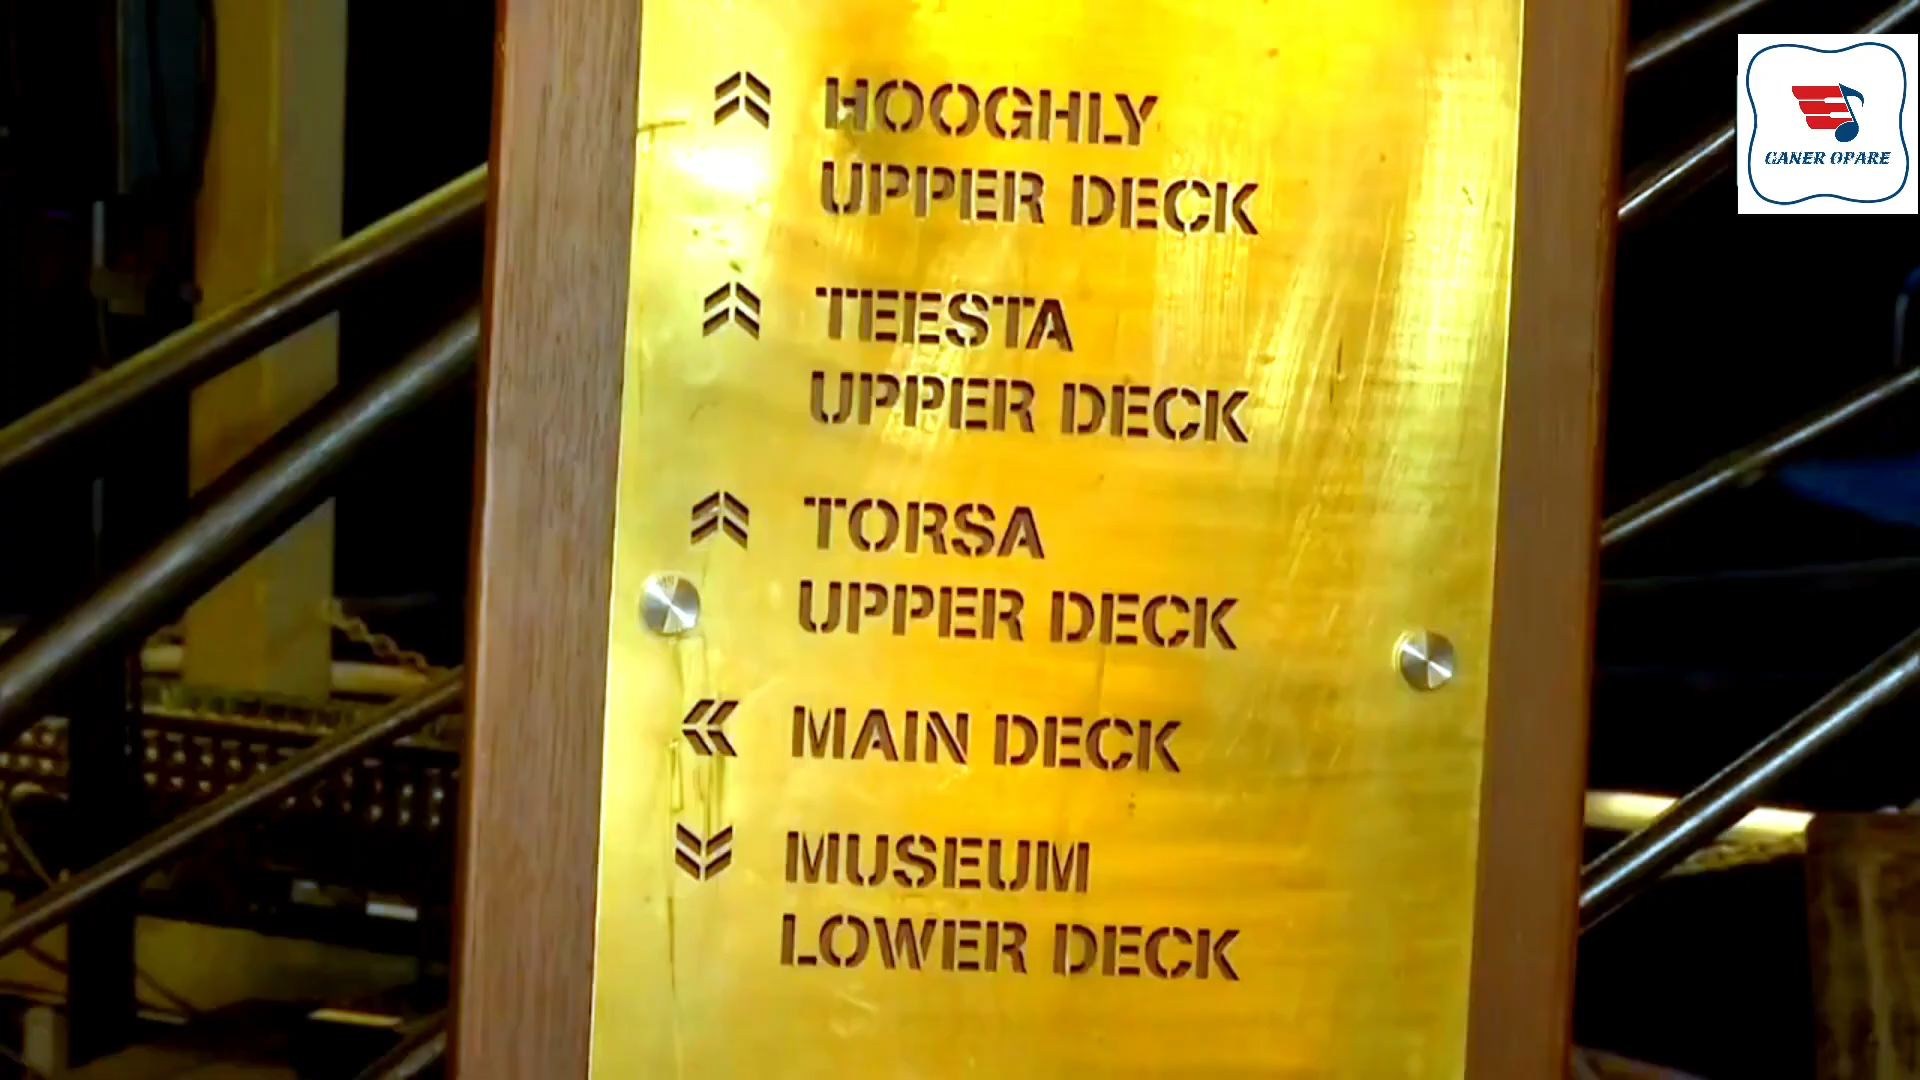 HOOGHLY
UPPER DECK
TEESTA
UPPER DECK
TORSA
UPPER DECK
MAIN DECK
MUSEUM
LOWER DECK
GANER OPARE